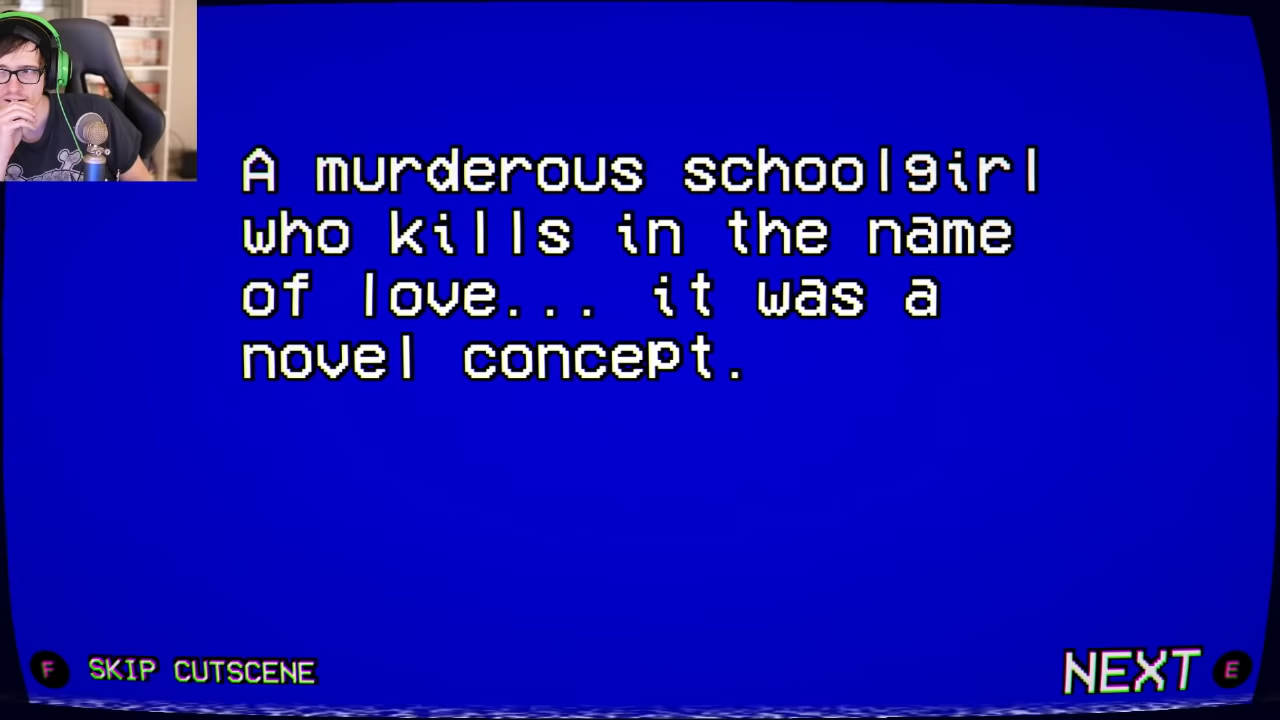 A murderous schoolgirl
who kills in the name
of love... it was a
novel concept.
F SKIP CUTSCENE
NEXT E